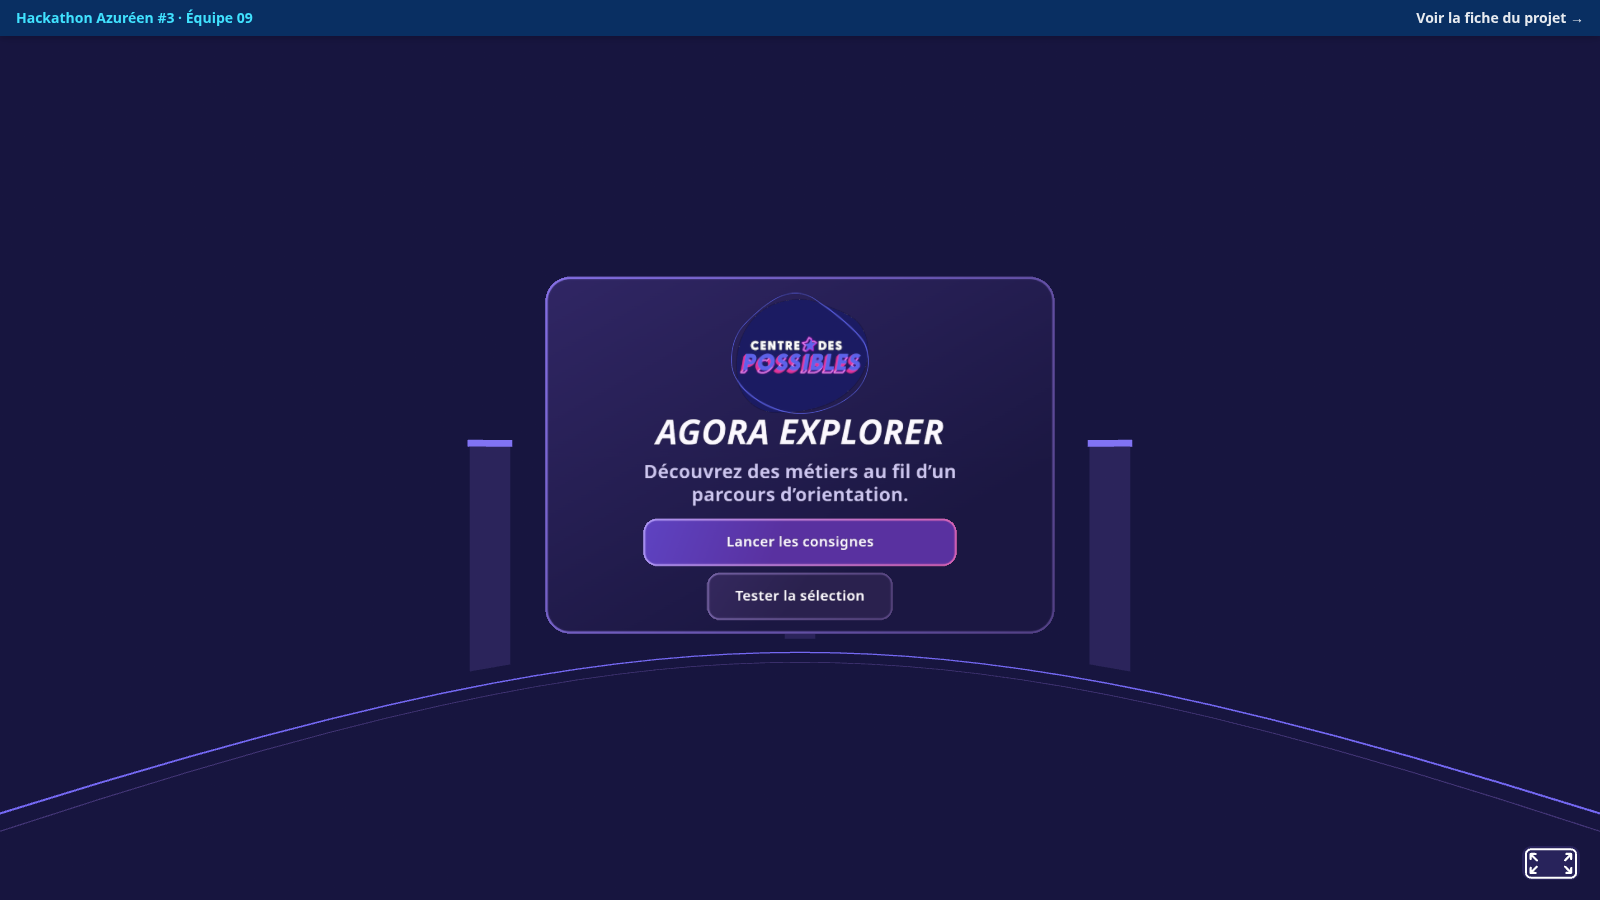 Hackathon Azuréen #3 · Équipe 09
Voir la fiche du projet →
CENTRE DES
POSSIBLES
AGORA EXPLORER
Découvrez des métiers au fil d’un
parcours d’orientation.
Lancer les consignes
Tester la sélection